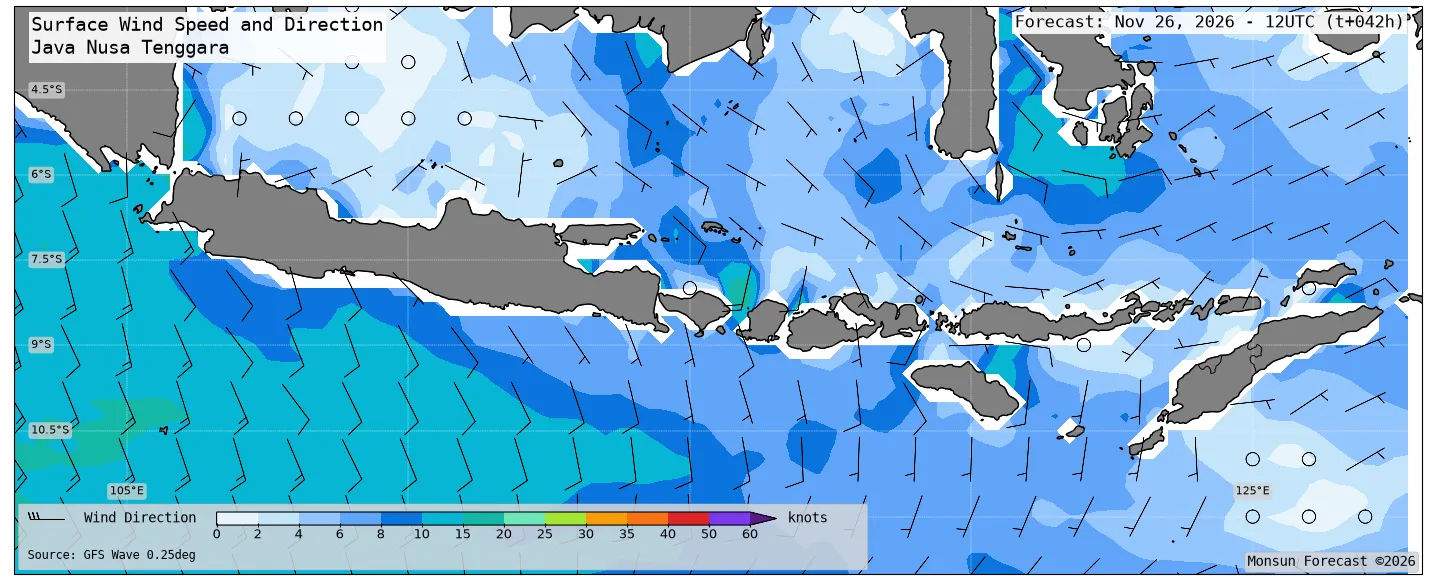 Surface Wind Speed and Direction
Java Nusa Tenggara
Forecast: Nov 26, 2026 - 12UTC (t+042h)
4.5°S
6°S
7.5°S
9°S
10.5°S
105°E
125°E
Wind Direction
0 2 4 6 8 10 15 20 25 30 35 40 50 60
knots
Source: GFS Wave 0.25deg
Monsun Forecast ©2026